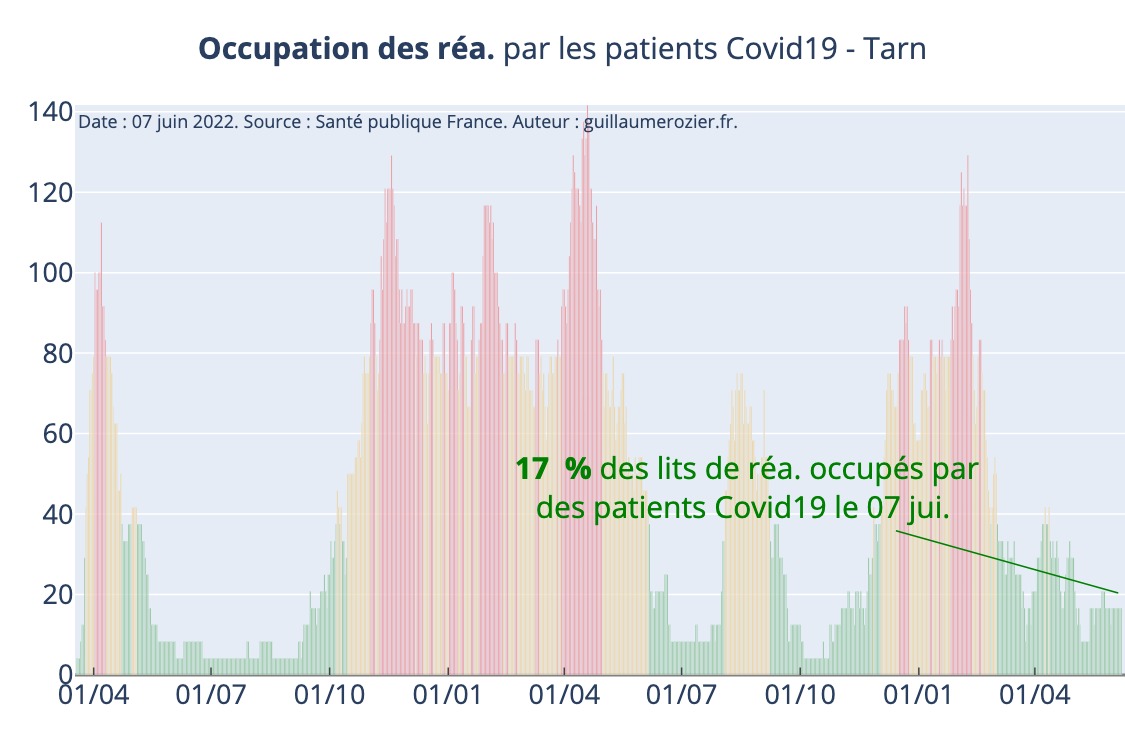 Occupation des réa. par les patients Covid19 - Tarn
140
Date : 07 juin 2022. Source : Santé publique France. Auteur : guillaumerozier.fr.
120
100
80
60
17 % des lits de réa. occupés par
des patients Covid19 le 07 jui.
40
20
0
01/04 01/07 01/10 01/01 01/04 01/07 01/10 01/01 01/04